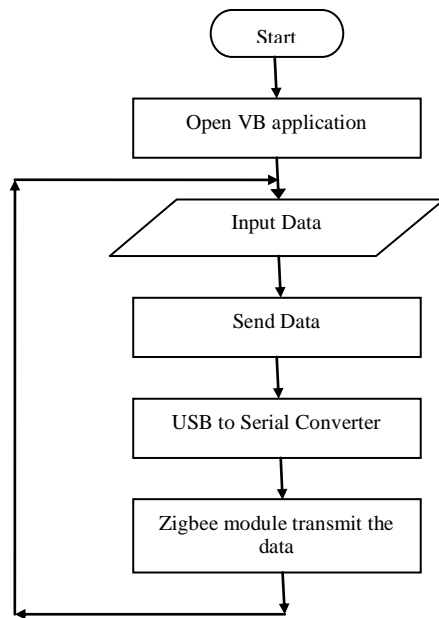 Start
Open VB application
Input Data
Send Data
USB to Serial Converter
Zigbee module transmit the
data